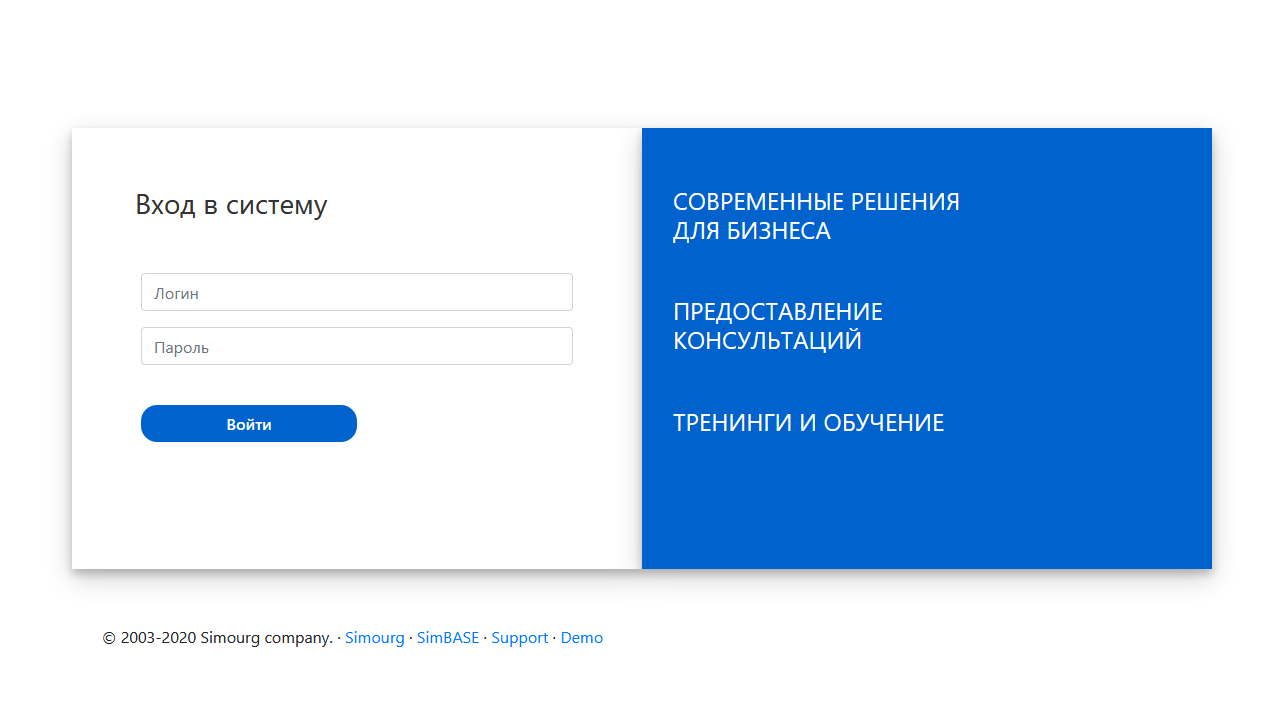 Вход в систему
Логин
Пароль
Войти
СОВРЕМЕННЫЕ РЕШЕНИЯ
ДЛЯ БИЗНЕСА
ПРЕДОСТАВЛЕНИЕ
КОНСУЛЬТАЦИЙ
ТРЕНИНГИ И ОБУЧЕНИЕ
© 2003-2020 Simourg company. · Simourg · SimBASE · Support · Demo